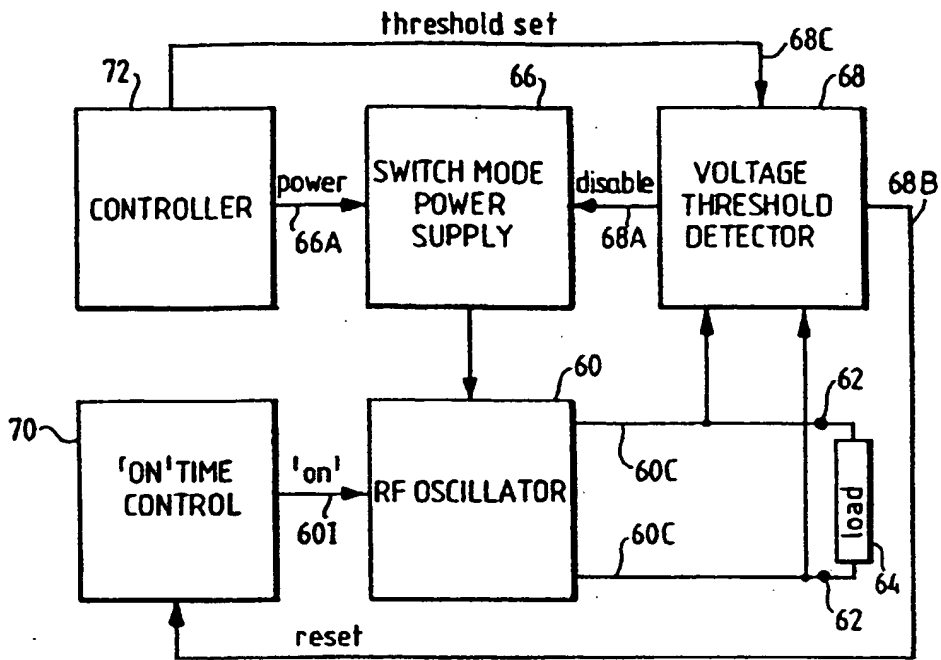 threshold set
68C
72
66
68
CONTROLLER
power
66A
SWITCH MODE
POWER
SUPPLY
disable
68A
VOLTAGE
THRESHOLD
DETECTOR
68B
60
62
70
'ON' TIME
CONTROL
'on'
60I
RF OSCILLATOR
60C
60C
load
64
62
reset